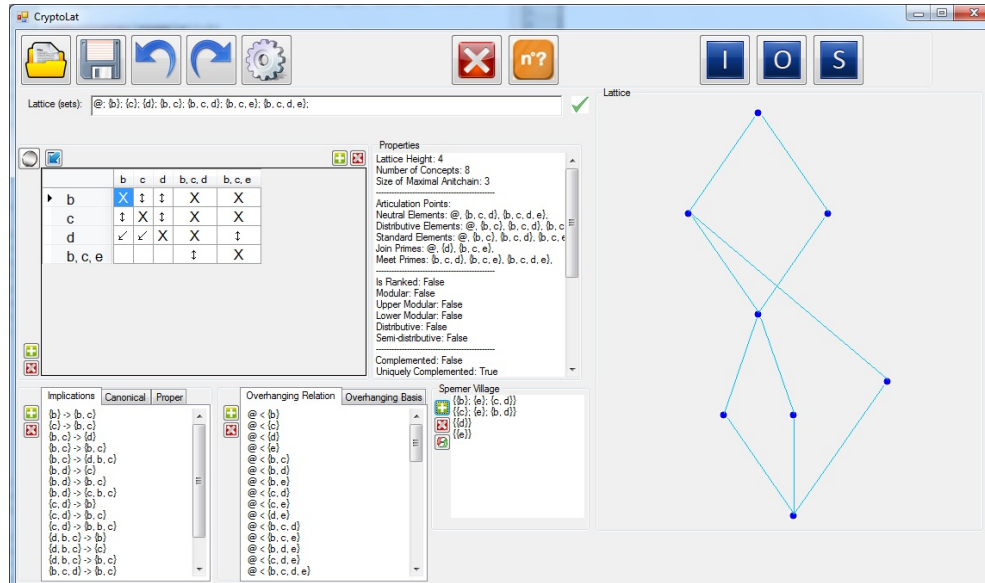 CryptoLat
n°?
I O S
Lattice (sets): @; {b}; {c}; {d}; {b, c}; {b, c, d}; {b, c, e}; {b, c, d, e};
Lattice
b c d b, c, d b, c, e
b X ↕ ↕ X X
c ↕ X ↕ X X
d ↙ ↙ X X ↕
b, c, e ↕ X
Properties
Lattice Height: 4
Number of Concepts: 8
Size of Maximal Anitchain: 3
Articulation Points:
Neutral Elements: @, {b, c, d}, {b, c, d, e},
Distributive Elements: @, {b, c}, {b, c, d}, {b, c
Standard Elements: @, {b, c}, {b, c, d}, {b, c, e
Join Primes: @, {d}, {b, c, e},
Meet Primes: {b, c, d}, {b, c, e}, {b, c, d, e},
Is Ranked: False
Modular: False
Upper Modular: False
Lower Modular: False
Distributive: False
Semi-distributive: False
Complemented: False
Uniquely Complemented: True
Implications Canonical Proper
{b} -> {b, c}
{c} -> {b, c}
{b, c} -> {d}
{b, c} -> {b, c}
{b, c} -> {d, b, c}
{b, d} -> {c}
{b, d} -> {b, c}
{b, d} -> {c, b, c}
{c, d} -> {b}
{c, d} -> {b, c}
{c, d} -> {b, b, c}
{d, b, c} -> {b}
{d, b, c} -> {c}
{d, b, c} -> {b, c}
{b, c, d} -> {b, c}
Overhanging Relation Overhanging Basis
@ < {b}
@ < {c}
@ < {d}
@ < {e}
@ < {b, c}
@ < {b, d}
@ < {b, e}
@ < {c, d}
@ < {c, e}
@ < {d, e}
@ < {b, c, d}
@ < {b, c, e}
@ < {b, d, e}
@ < {c, d, e}
@ < {b, c, d, e}
Sperner Village
{{b}; {e}; {c, d}}
{{c}; {e}; {b, d}}
{{d}}
{{e}}